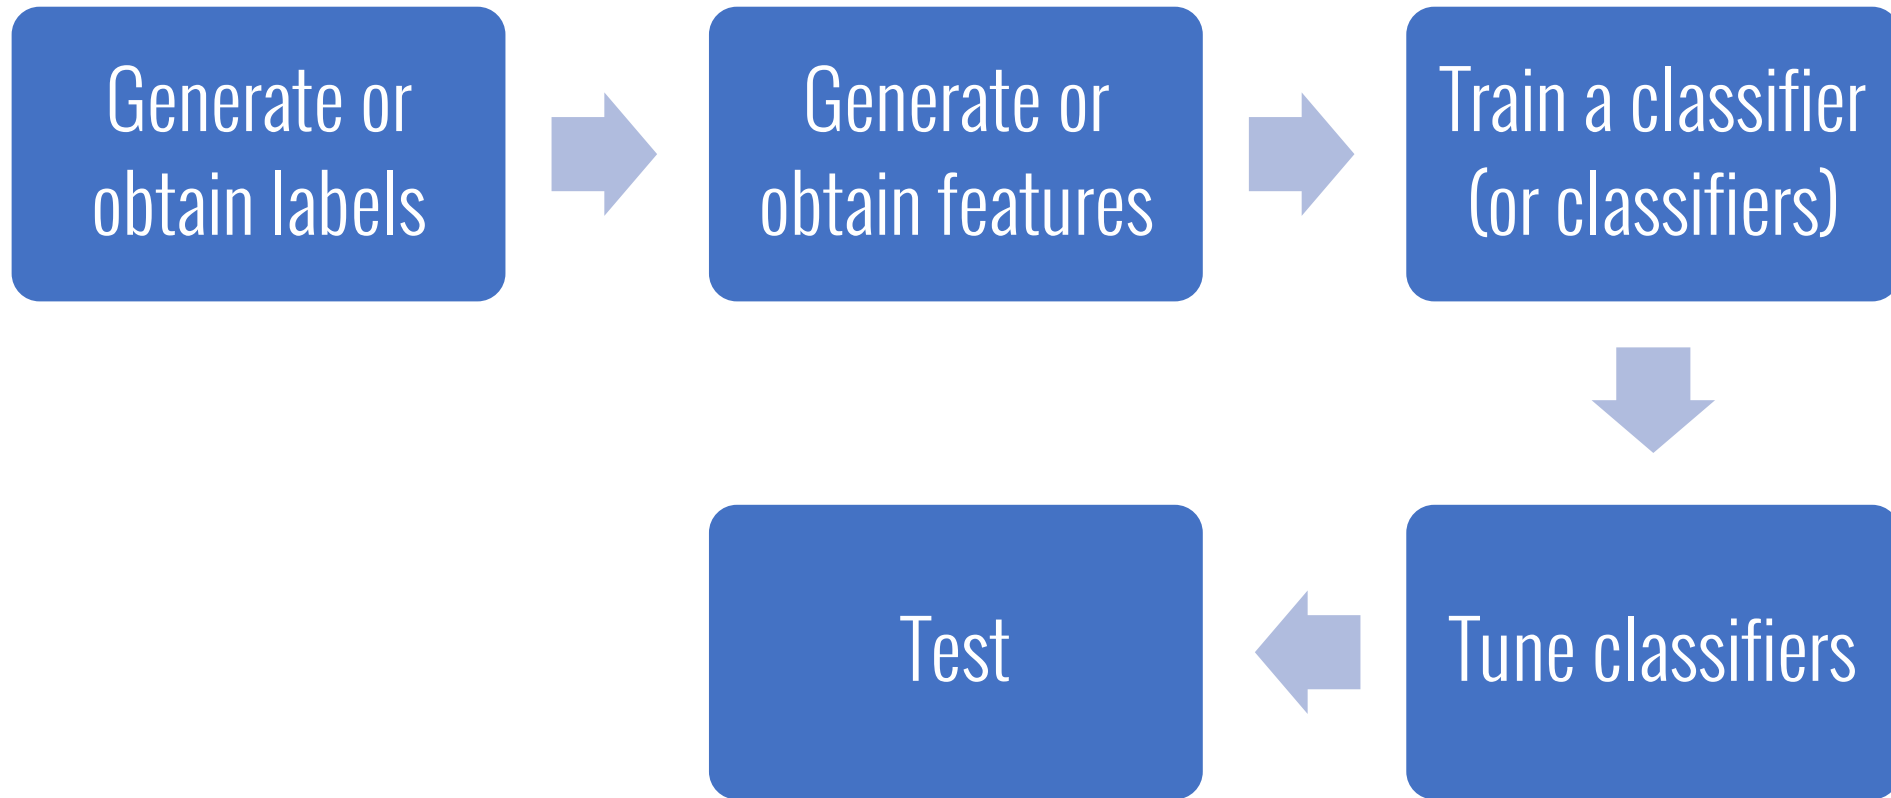 Generate or
obtain labels
Generate or
obtain features
Train a classifier
(or classifiers)
Tune classifiers
Test